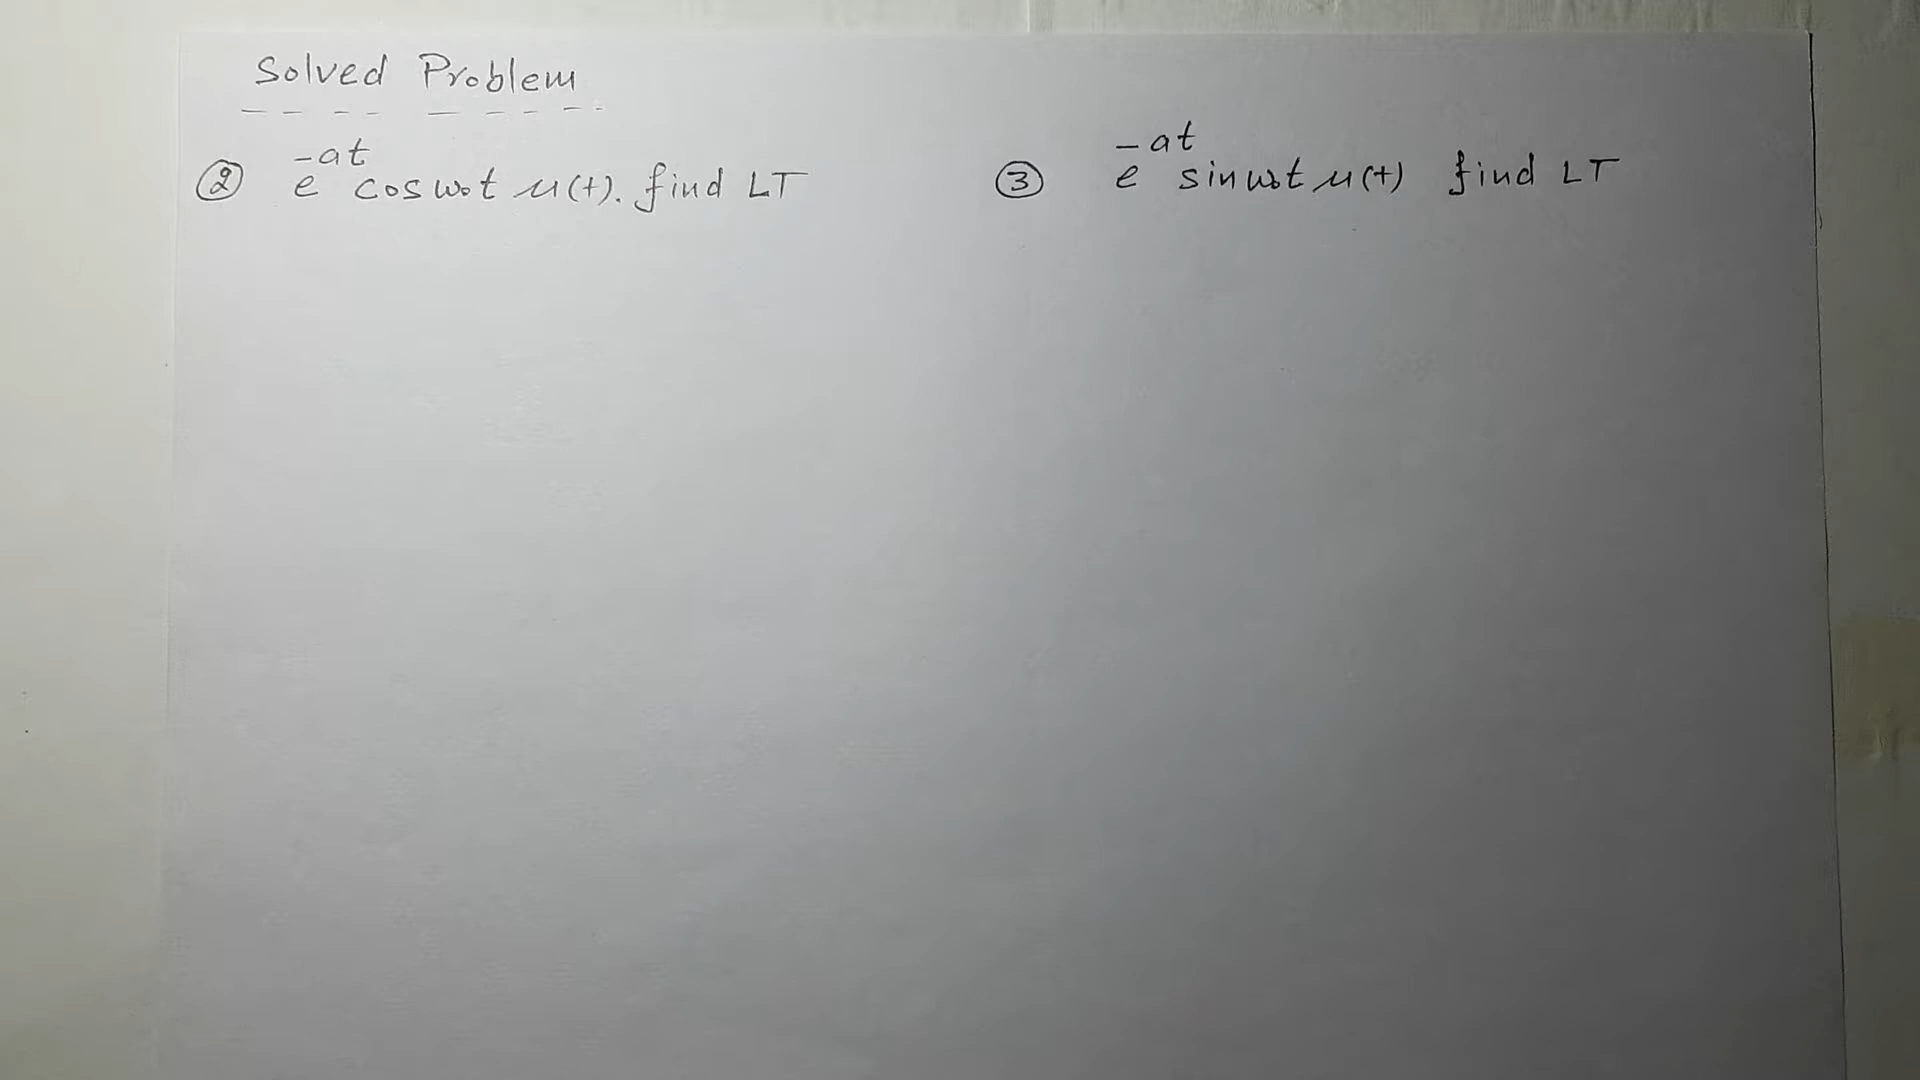 Solved Problem
② e^{-at} cos ω₀t u(t). find LT
③ e^{-at} sin ω₀t u(t) find LT